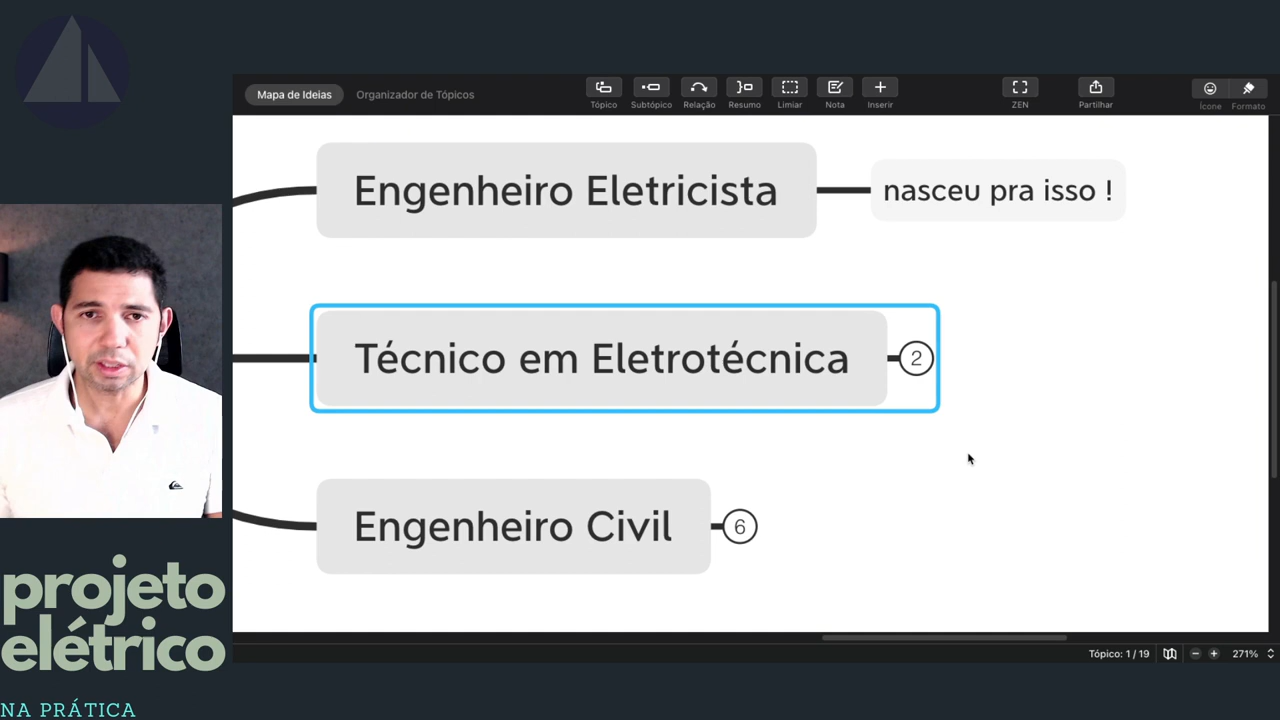 Mapa de Ideias
Organizador de Tópicos
Tópico
Subtópico
Relação
Resumo
Limiar
Nota
Inserir
ZEN
Partilhar
Ícone
Formato
Engenheiro Eletricista
nasceu pra isso !
Técnico em Eletrotécnica
2
Engenheiro Civil
6
projeto
elétrico
NA PRÁTICA
Tópico: 1 / 19
271%